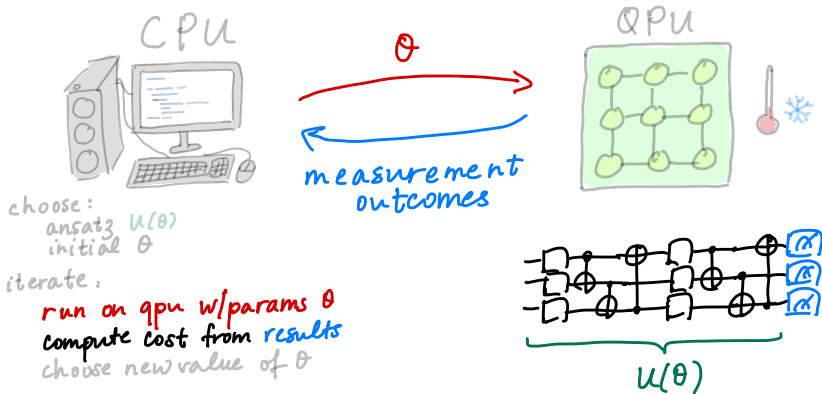 CPU
QPU
θ
measurement
outcomes
choose:
ansatz U(θ)
initial θ
iterate:
run on qpu w/params θ
compute cost from results
choose new value of θ
U(θ)